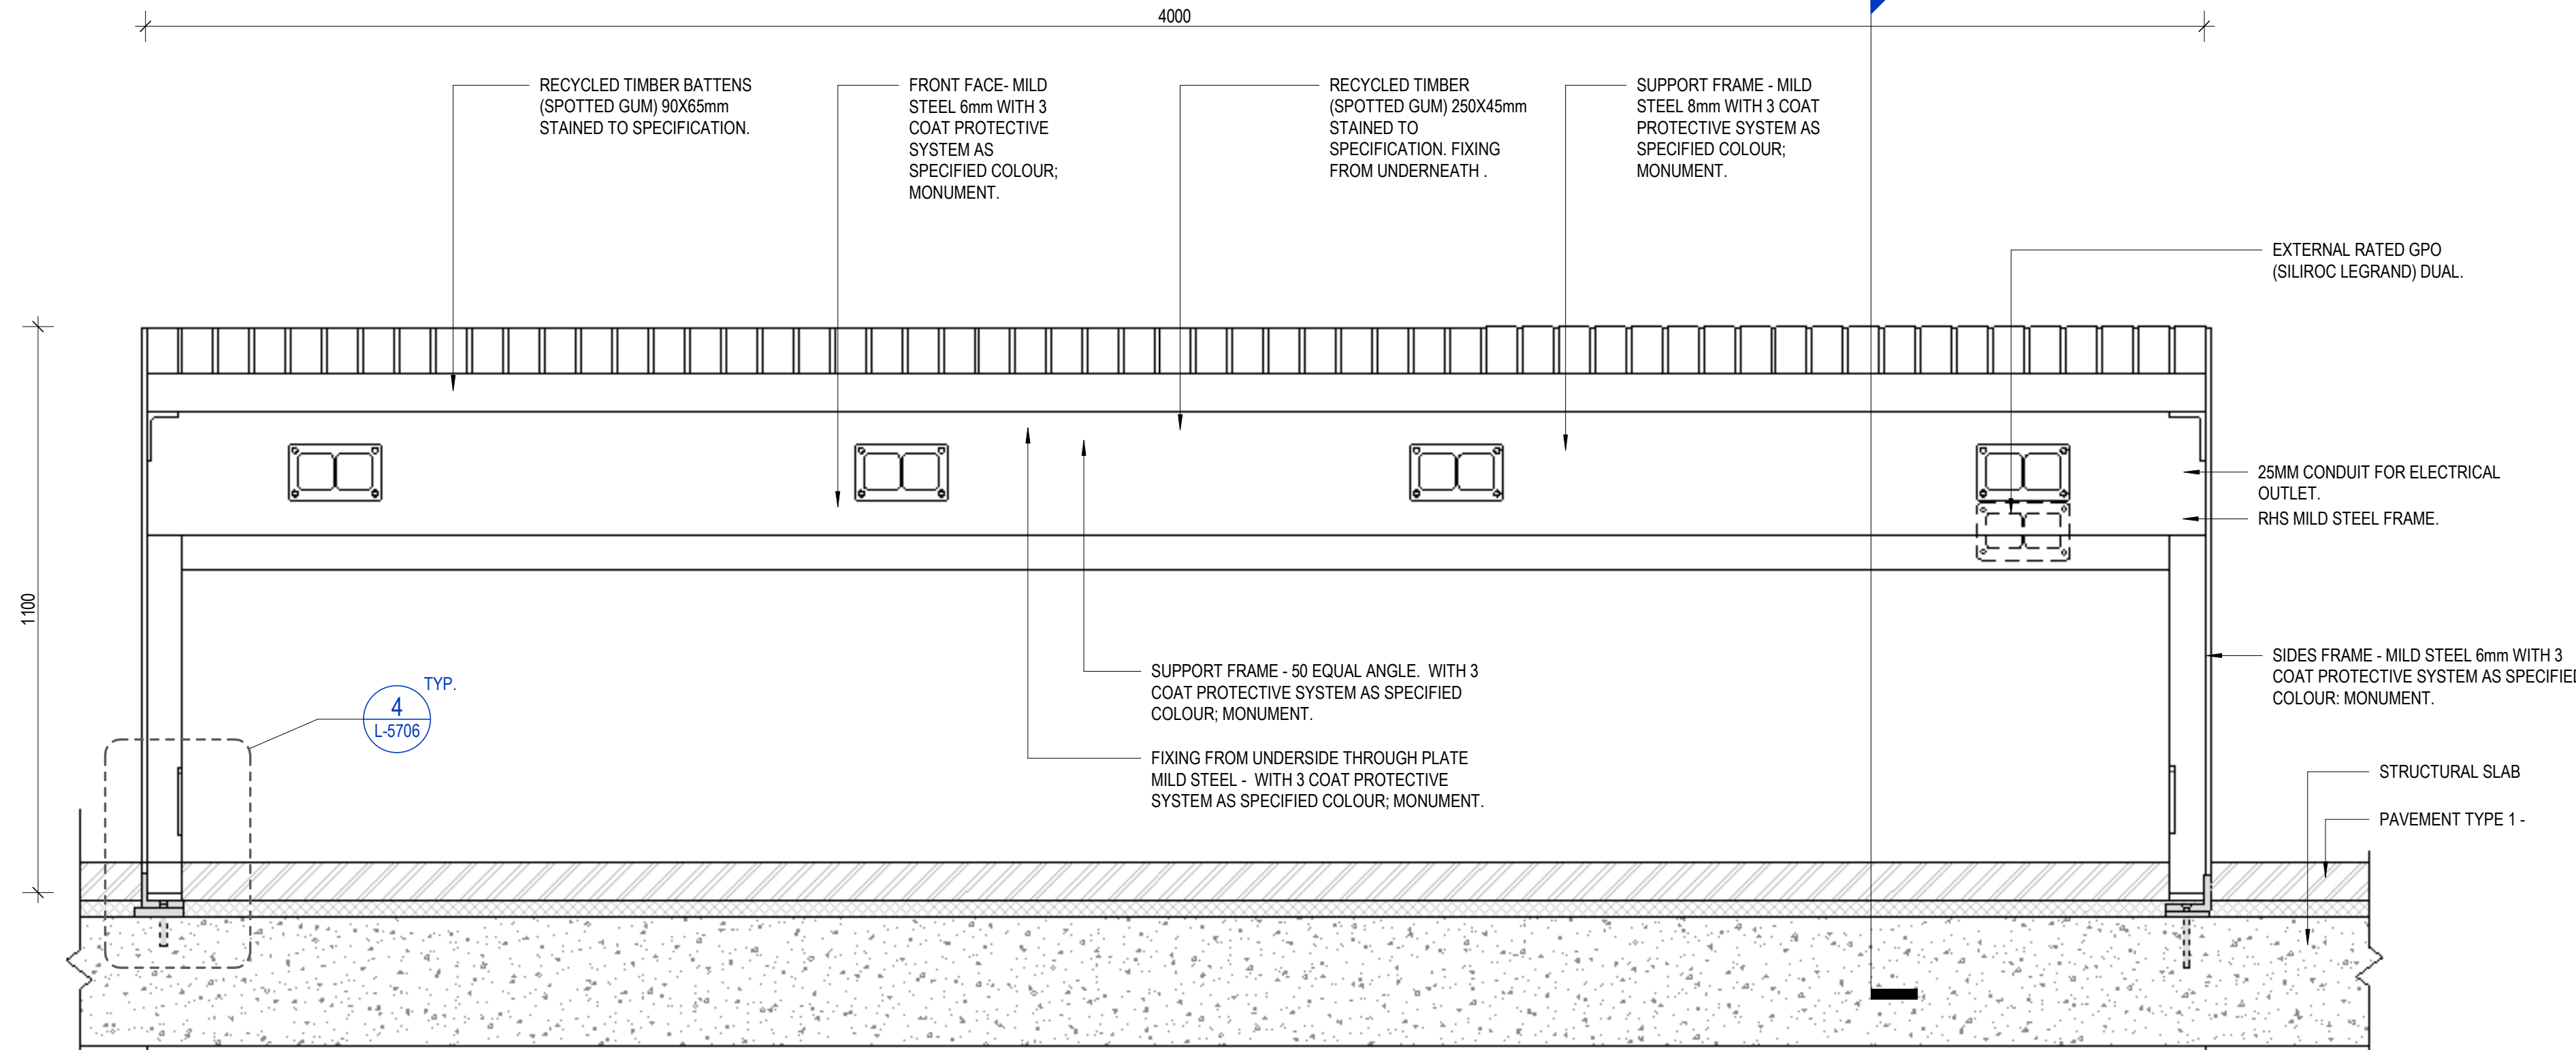 4000
RECYCLED TIMBER BATTENS
(SPOTTED GUM) 90X65mm
STAINED TO SPECIFICATION.
FRONT FACE- MILD
STEEL 6mm WITH 3
COAT PROTECTIVE
SYSTEM AS
SPECIFIED COLOUR;
MONUMENT.
RECYCLED TIMBER
(SPOTTED GUM) 250X45mm
STAINED TO
SPECIFICATION. FIXING
FROM UNDERNEATH .
SUPPORT FRAME - MILD
STEEL 8mm WITH 3 COAT
PROTECTIVE SYSTEM AS
SPECIFIED COLOUR;
MONUMENT.
EXTERNAL RATED GPO
(SILIROC LEGRAND) DUAL.
25MM CONDUIT FOR ELECTRICAL
OUTLET.
RHS MILD STEEL FRAME.
1100
TYP.
4
L-5706
SUPPORT FRAME - 50 EQUAL ANGLE. WITH 3
COAT PROTECTIVE SYSTEM AS SPECIFIED
COLOUR; MONUMENT.
FIXING FROM UNDERSIDE THROUGH PLATE
MILD STEEL - WITH 3 COAT PROTECTIVE
SYSTEM AS SPECIFIED COLOUR; MONUMENT.
SIDES FRAME - MILD STEEL 6mm WITH 3
COAT PROTECTIVE SYSTEM AS SPECIFIED
COLOUR: MONUMENT.
STRUCTURAL SLAB
PAVEMENT TYPE 1 -